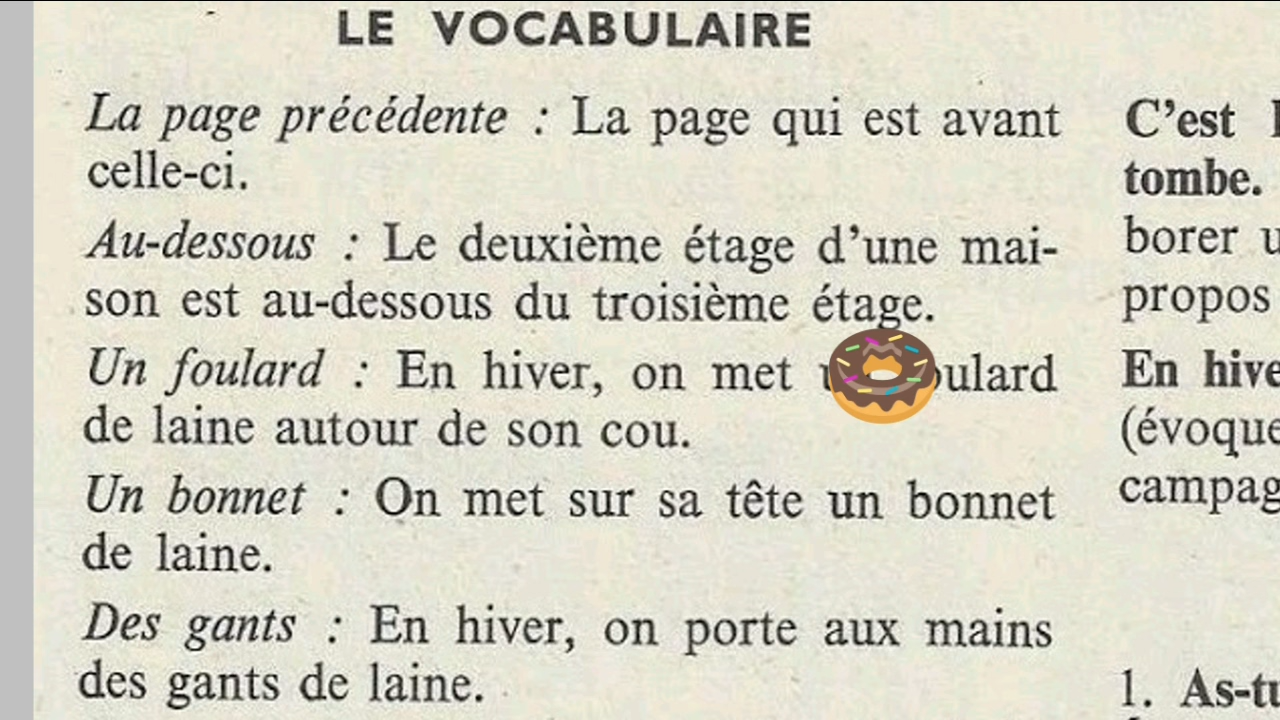 LE VOCABULAIRE
La page précédente : La page qui est avant
celle-ci.
Au-dessous : Le deuxième étage d'une mai-
son est au-dessous du troisième étage.
Un foulard : En hiver, on met
de laine autour de son cou.
Un bonnet : On met sur sa tête un bonnet
de laine.
Des gants : En hiver, on porte aux mains
des gants de laine.
C'est
tombe.
borer
propos
En
(évoque
1. As-tu